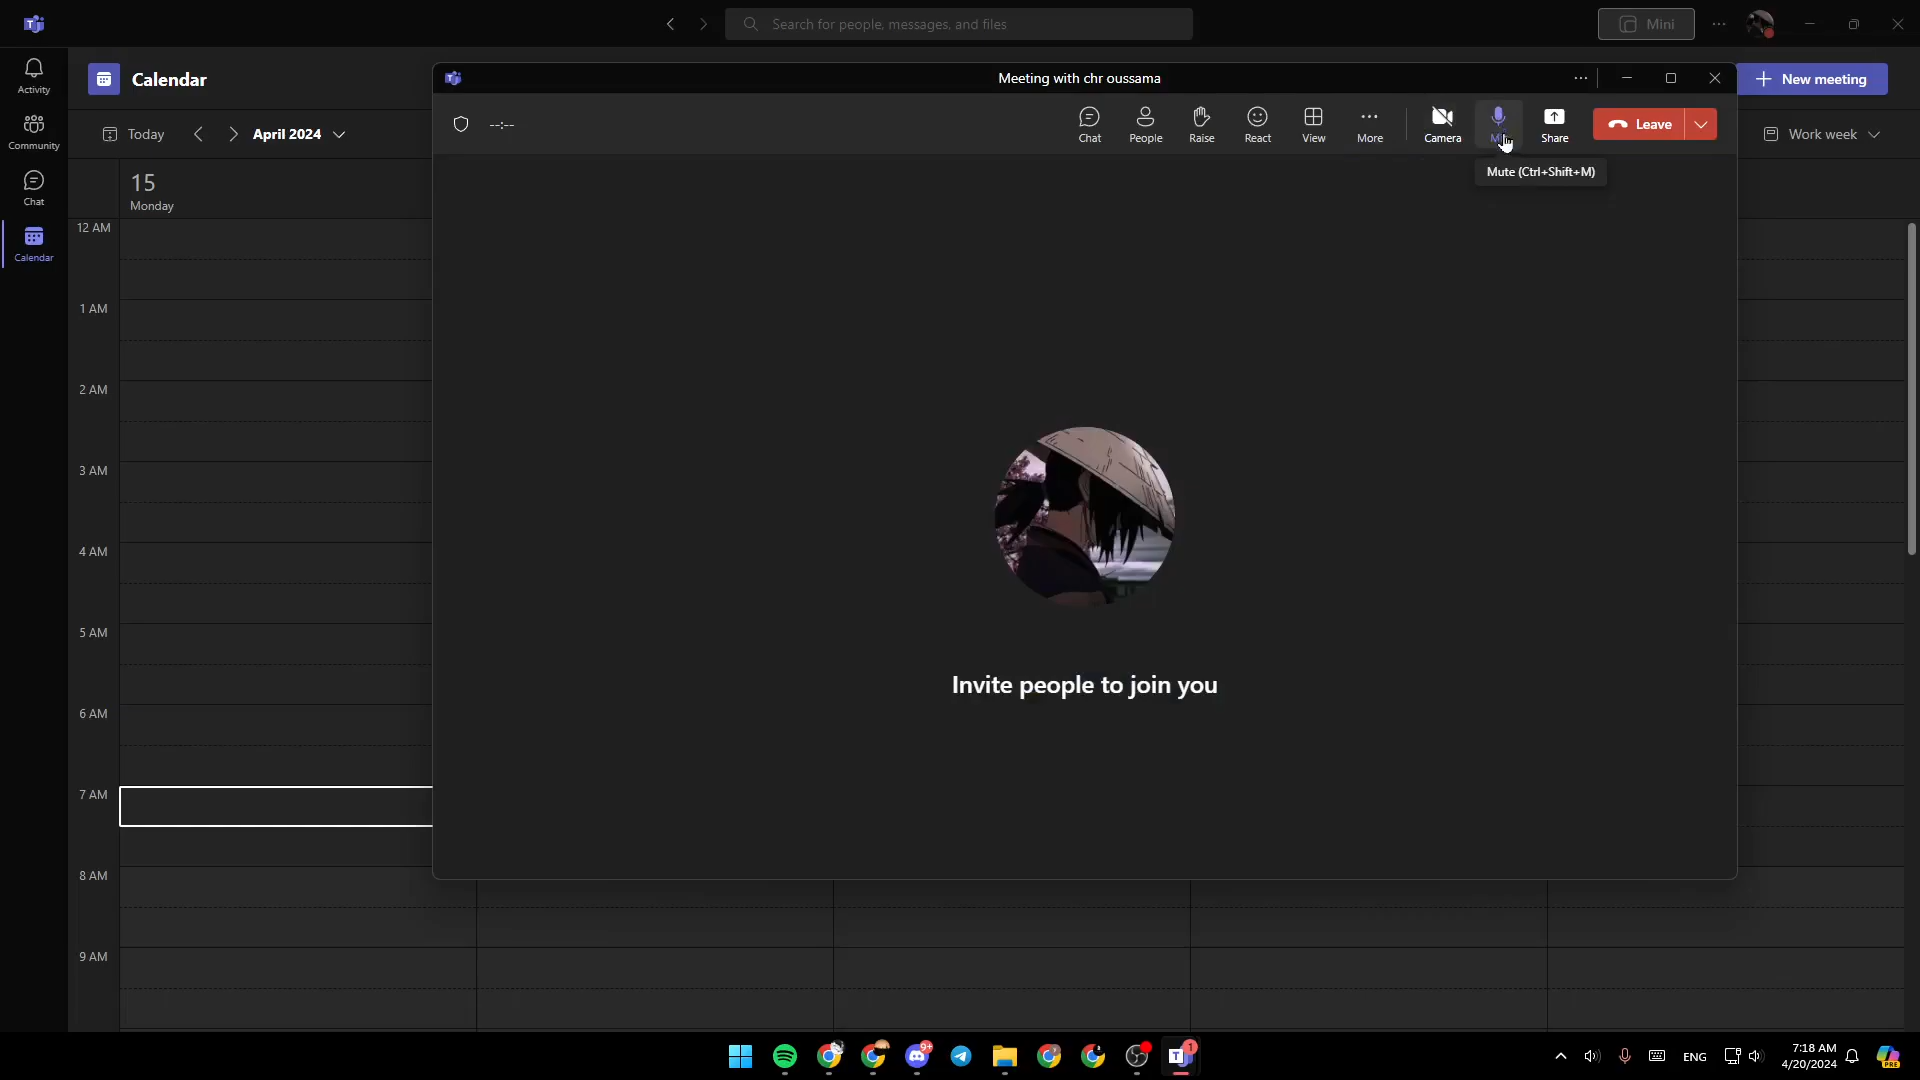 Search for people, messages, and files
Mini
Activity
Community
Chat
Calendar
Calendar
New meeting
Today
April 2024
Work week
15
Monday
12 AM
1 AM
2 AM
3 AM
4 AM
5 AM
6 AM
7 AM
8 AM
9 AM
Meeting with chr oussama
--:--
Chat
People
Raise
React
View
More
Camera
Share
Leave
Mute (Ctrl+Shift+M)
Invite people to join you
9+
1
ENG
7:18 AM
4/20/2024
PRE